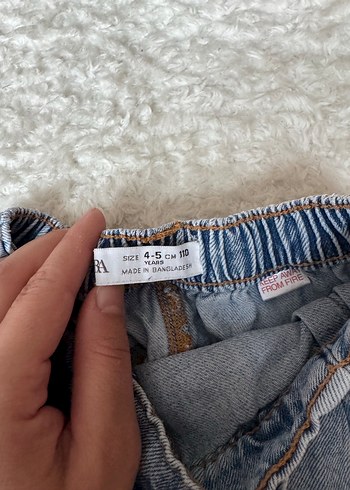 RA
SIZE 4-5 CM 110
YEARS
MADE IN BANGLADESH
KEEP AWAY
FROM FIRE